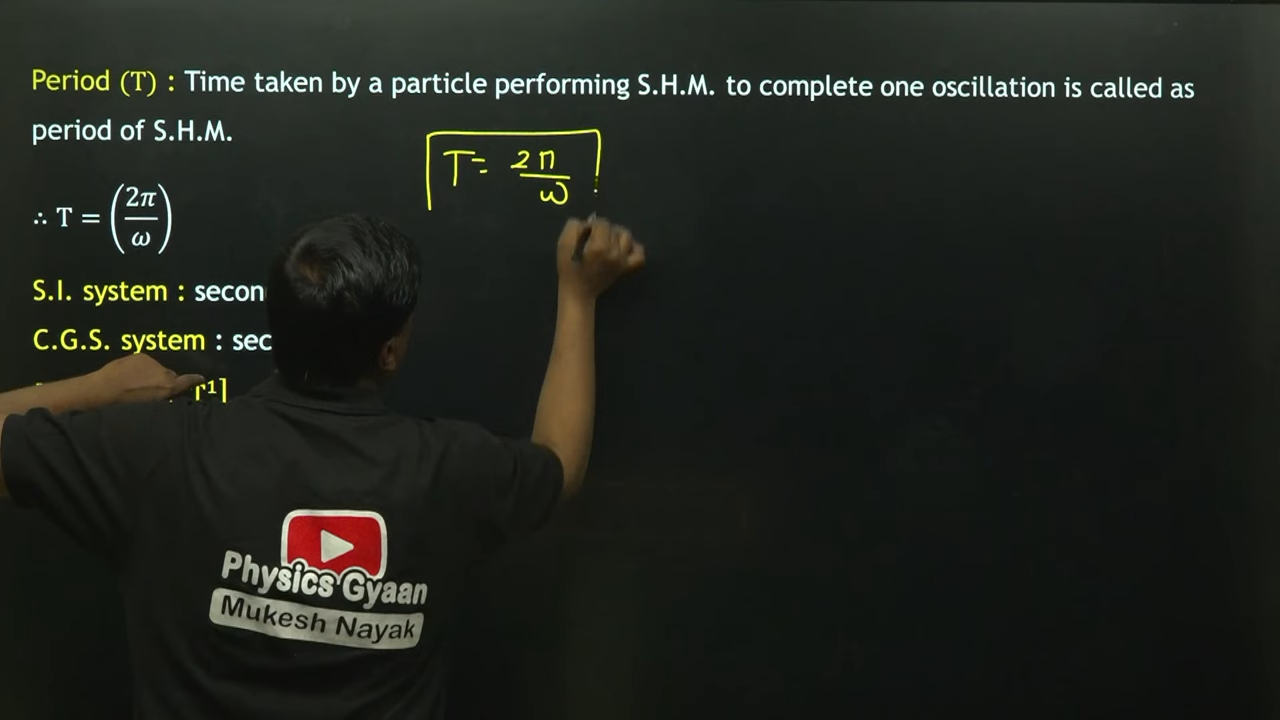 Period (T) : Time taken by a particle performing S.H.M. to complete one oscillation is called as
period of S.H.M.
T = 2π / ω
∴ T = (2π / ω)
S.I. system : secon
C.G.S. system : sec
T¹]
Physics Gyaan
Mukesh Nayak